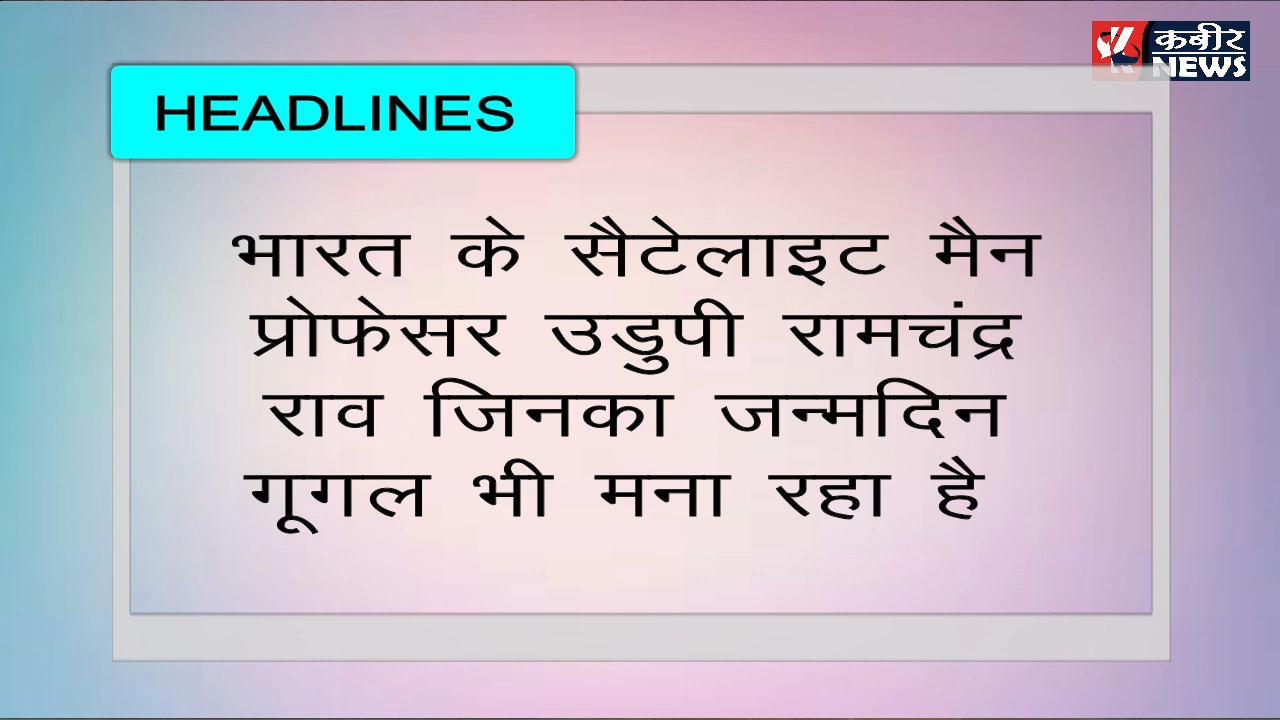 कबीर
NEWS
HEADLINES
भारत के सैटेलाइट मैन
प्रोफेसर उडुपी रामचंद्र
राव जिनका जन्मदिन
गूगल भी मना रहा है